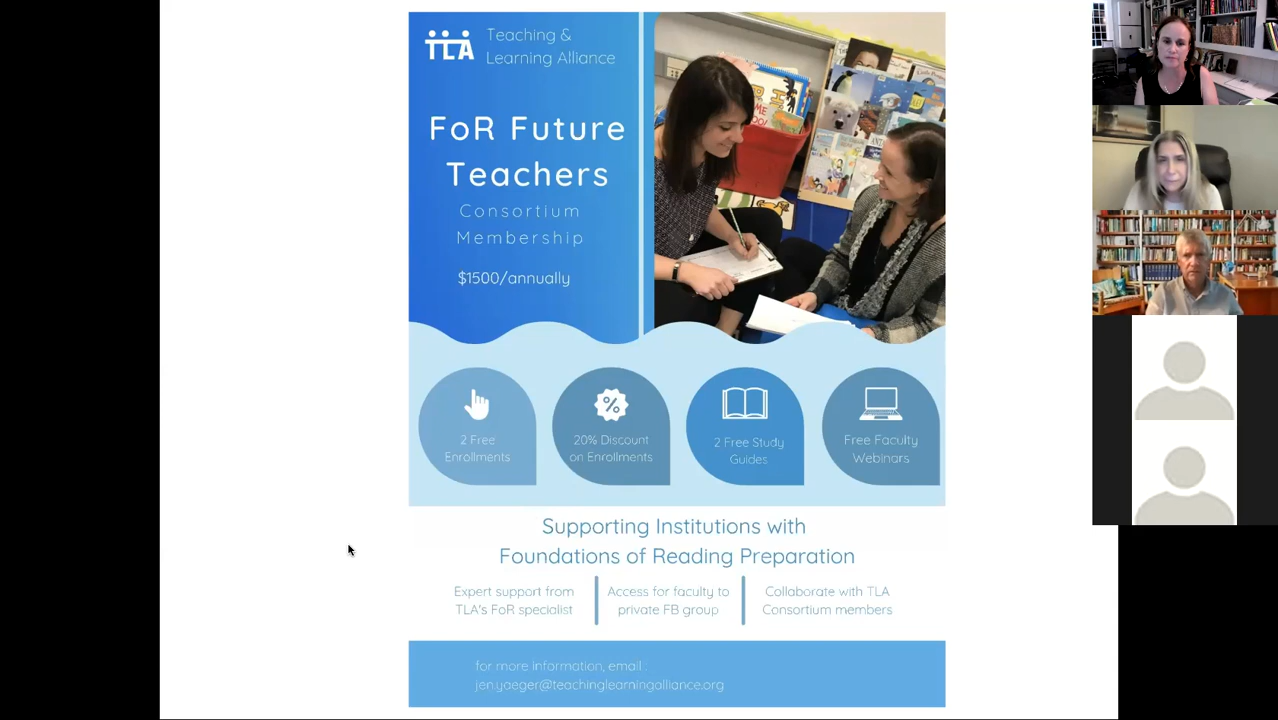 TLA
Teaching &
Learning Alliance
FoR Future
Teachers
Consortium
Membership
$1500/annually
2 Free
Enrollments
20% Discount
on Enrollments
2 Free Study
Guides
Free Faculty
Webinars
Supporting Institutions with
Foundations of Reading Preparation
Expert support from
TLA's FoR specialist
Access for faculty to
private FB group
Collaborate with TLA
Consortium members
for more information, email :
jen.yaeger@teachinglearningalliance.org